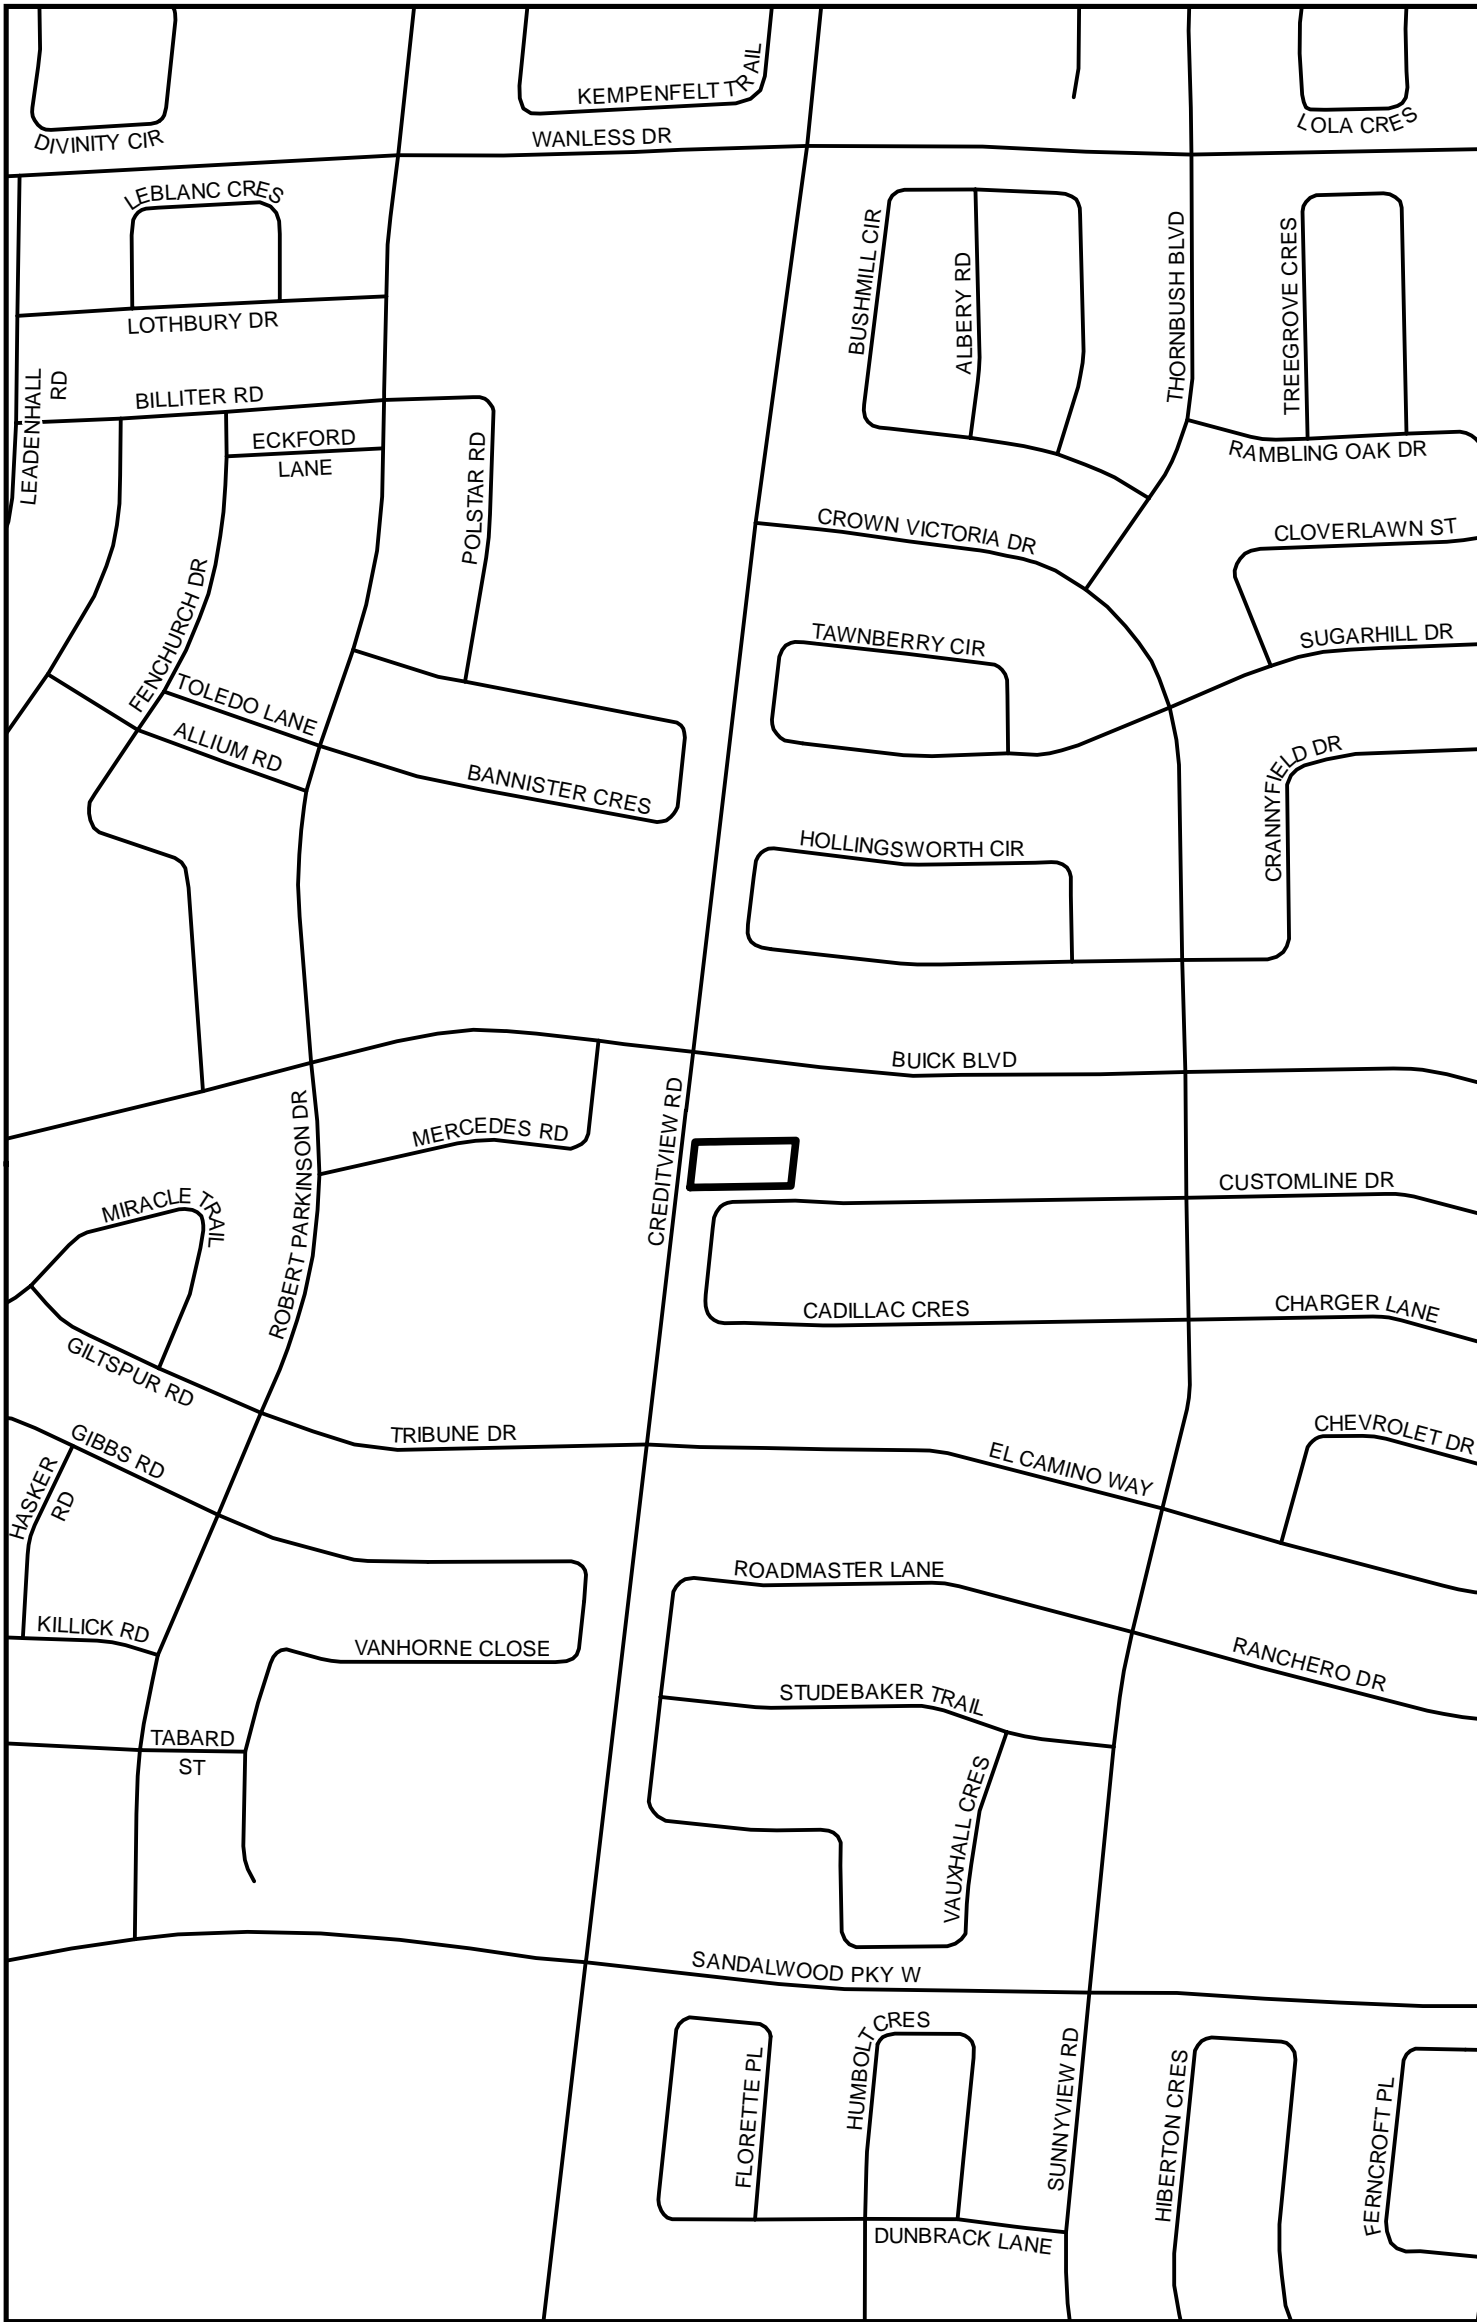 KEMPENFELT TRAIL
DIVINITY CIR
WANLESS DR
LOLA CRES
LEBLANC CRES
BUSHMILL CIR
ALBERY RD
THORNBUSH BLVD
TREEGROVE CRES
LOTHBURY DR
LEADENHALL
RD
BILLITER RD
ECKFORD
LANE
POLSTAR RD
RAMBLING OAK DR
CROWN VICTORIA DR
CLOVERLAWN ST
FENCHURCH DR
TAWNBERRY CIR
SUGARHILL DR
TOLEDO LANE
ALLIUM RD
BANNISTER CRES
CRANNYFIELD DR
HOLLINGSWORTH CIR
BUICK BLVD
MERCEDES RD
CREDITVIEW RD
ROBERT PARKINSON DR
CUSTOMLINE DR
MIRACLE TRAIL
CADILLAC CRES
CHARGER LANE
GILTSPUR RD
TRIBUNE DR
GIBBS RD
CHEVROLET DR
EL CAMINO WAY
HASKER
RD
ROADMASTER LANE
KILLICK RD
VANHORNE CLOSE
RANCHERO DR
STUDEBAKER TRAIL
TABARD
ST
VAUXHALL CRES
SANDALWOOD PKY W
HUMBOLT CRES
FLORETTE PL
SUNNYVIEW RD
HIBERTON CRES
FERNCROFT PL
DUNBRACK LANE